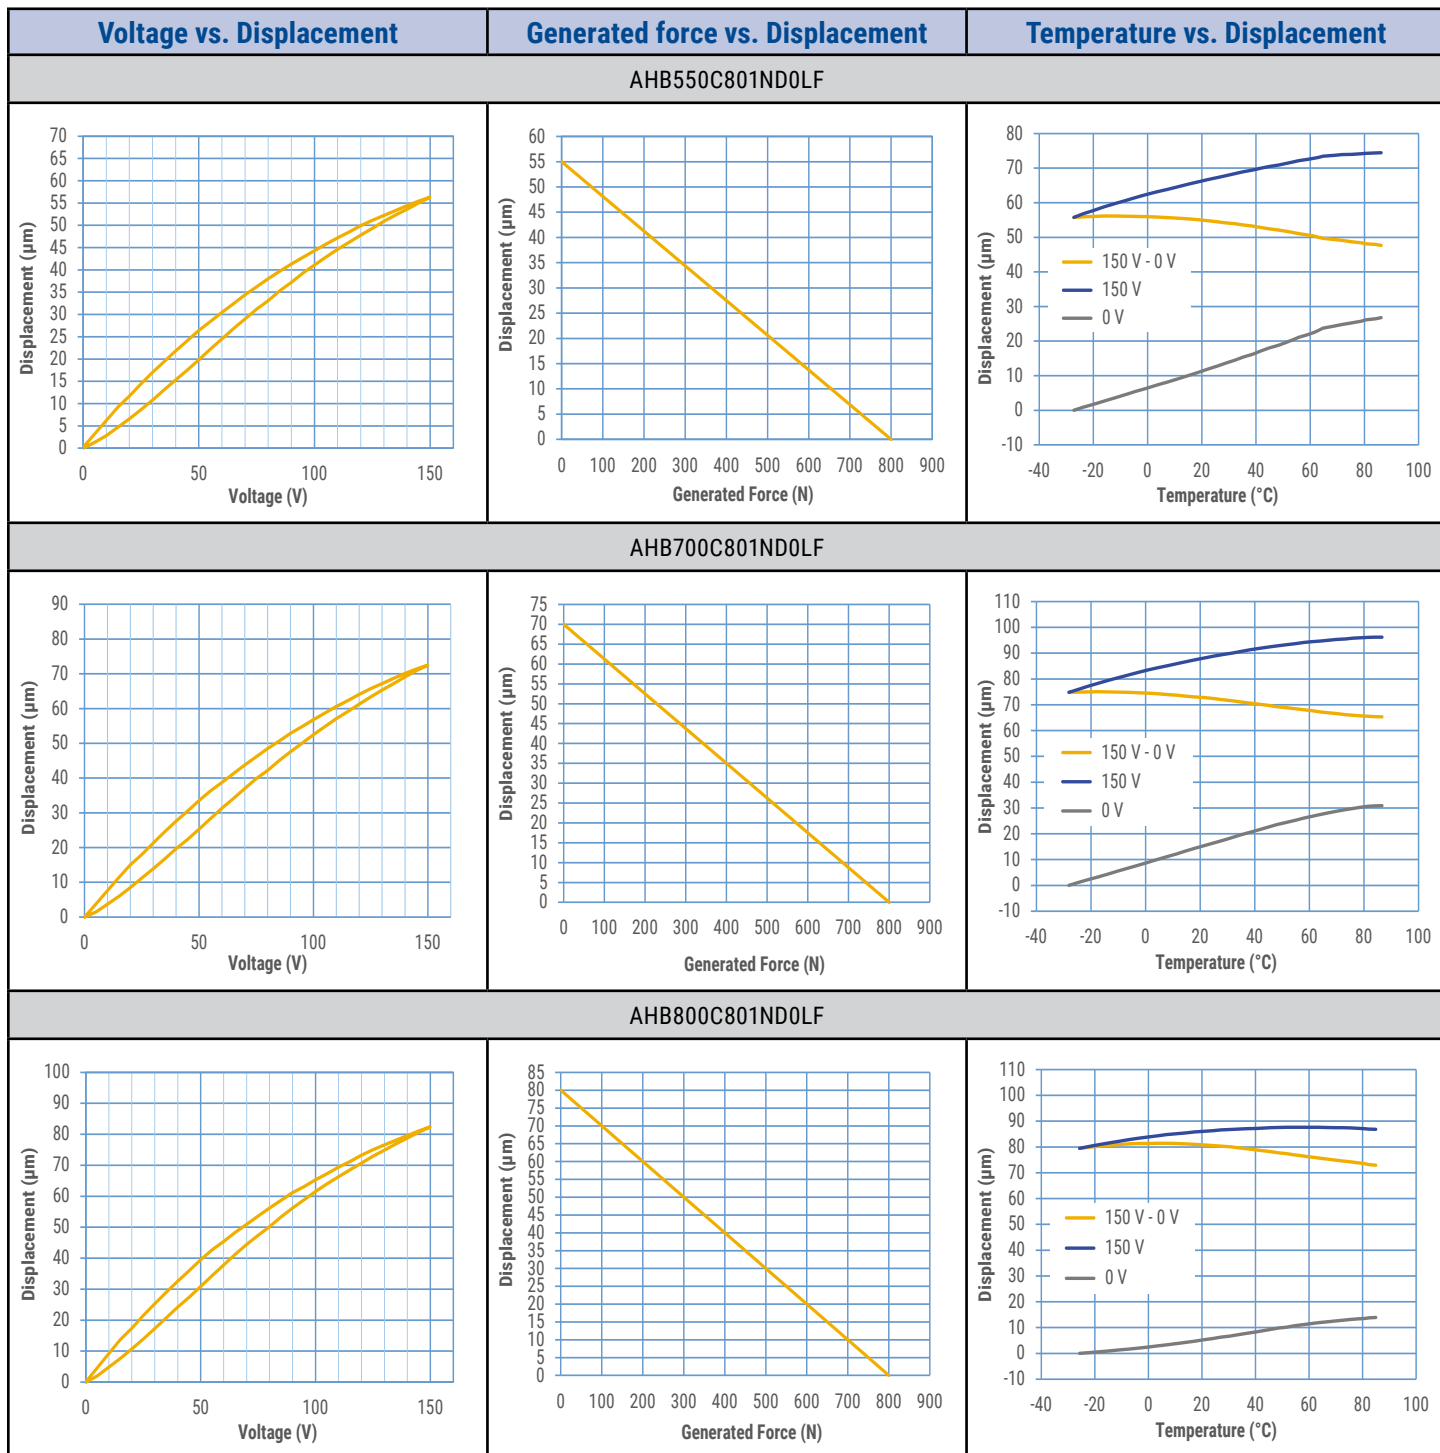 Voltage vs. Displacement
Generated force vs. Displacement
Temperature vs. Displacement
AHB550C801ND0LF
Displacement (µm)
70
65
60
55
50
45
40
35
30
25
20
15
10
5
0
0 50 100 150
Voltage (V)
Displacement (µm)
60
55
50
45
40
35
30
25
20
15
10
5
0
0 100 200 300 400 500 600 700 800 900
Generated Force (N)
Displacement (µm)
80
70
60
50
40
30
20
10
0
-10
150 V - 0 V
150 V
0 V
-40 -20 0 20 40 60 80 100
Temperature (°C)
AHB700C801ND0LF
Displacement (µm)
90
80
70
60
50
40
30
20
10
0
0 50 100 150
Voltage (V)
Displacement (µm)
75
70
65
60
55
50
45
40
35
30
25
20
15
10
5
0
0 100 200 300 400 500 600 700 800 900
Generated Force (N)
Displacement (µm)
110
100
90
80
70
60
50
40
30
20
10
0
-10
150 V - 0 V
150 V
0 V
-40 -20 0 20 40 60 80 100
Temperature (°C)
AHB800C801ND0LF
Displacement (µm)
100
90
80
70
60
50
40
30
20
10
0
0 50 100 150
Voltage (V)
Displacement (µm)
85
80
75
70
65
60
55
50
45
40
35
30
25
20
15
10
5
0
0 100 200 300 400 500 600 700 800 900
Generated Force (N)
Displacement (µm)
110
100
90
80
70
60
50
40
30
20
10
0
-10
150 V - 0 V
150 V
0 V
-40 -20 0 20 40 60 80 100
Temperature (°C)